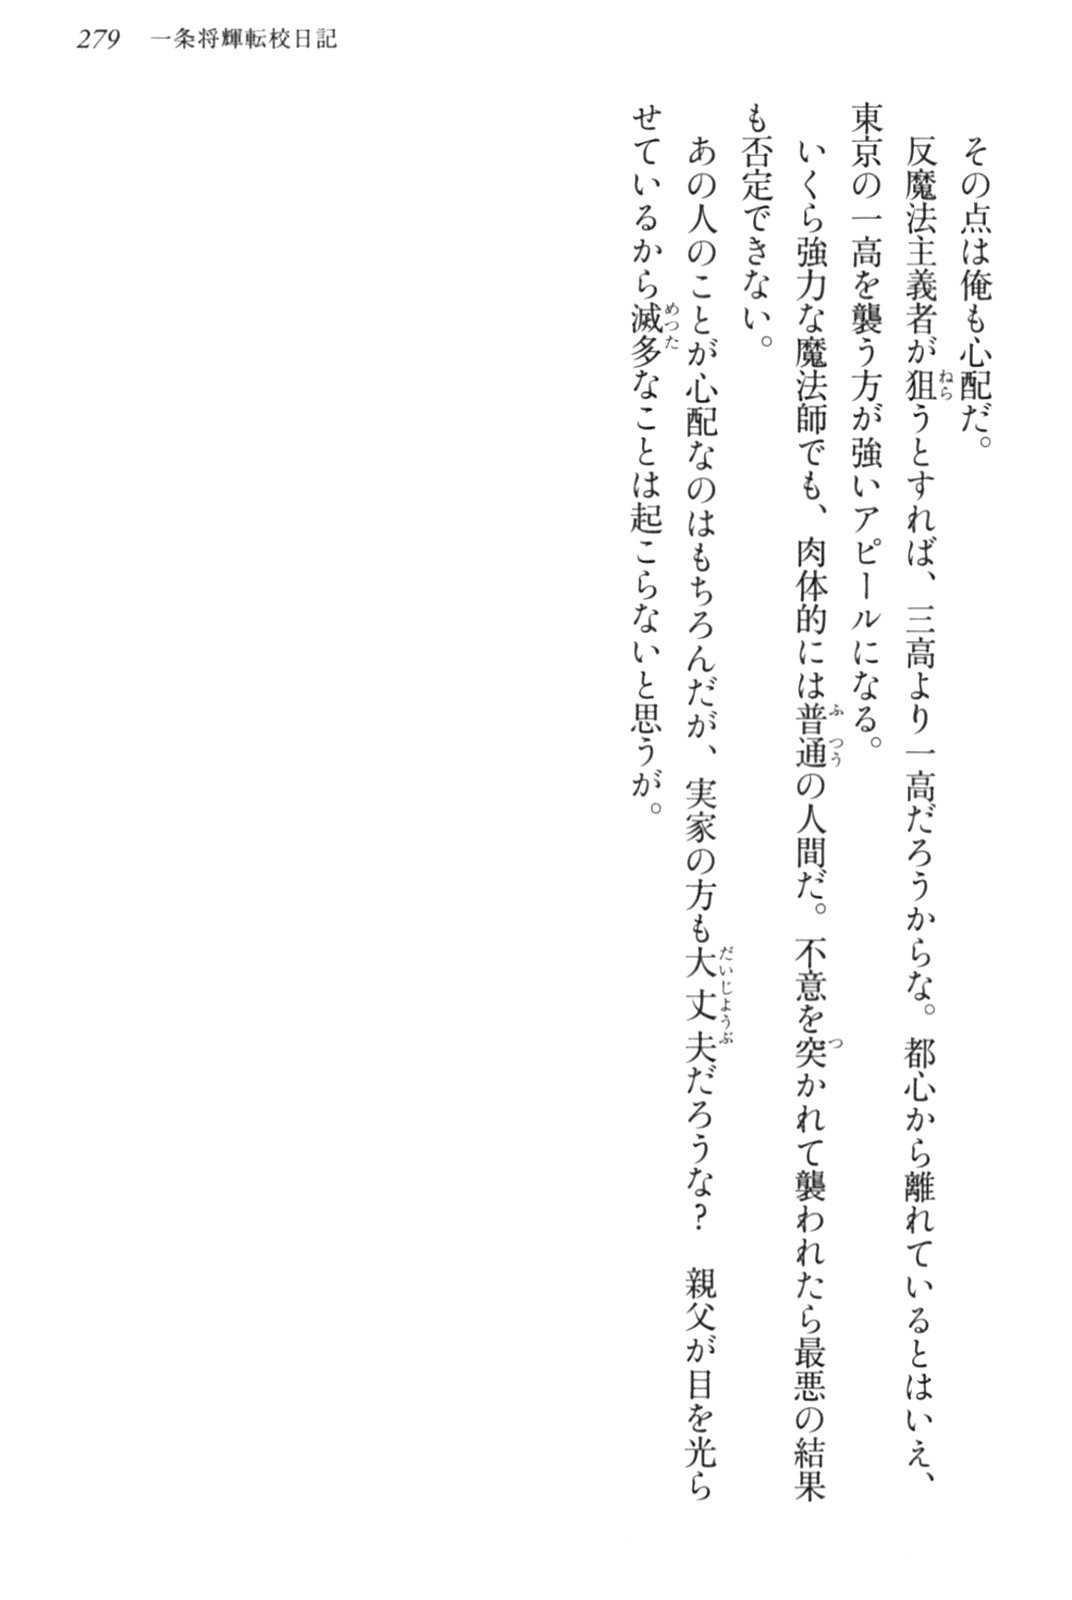 279　一条将輝転校日記
その点は俺も心配だ。
反魔法主義者が狙うとすれば、三高より一高だろうからな。都心から離れているとはいえ、
東京の一高を襲う方が強いアピールになる。
いくら強力な魔法師でも、肉体的には普通の人間だ。不意を突かれて襲われたら最悪の結果
も否定できない。
あの人のことが心配なのはもちろんだが、実家の方も大丈夫だろうな？　親父が目を光ら
せているから滅多なことは起こらないと思うが。